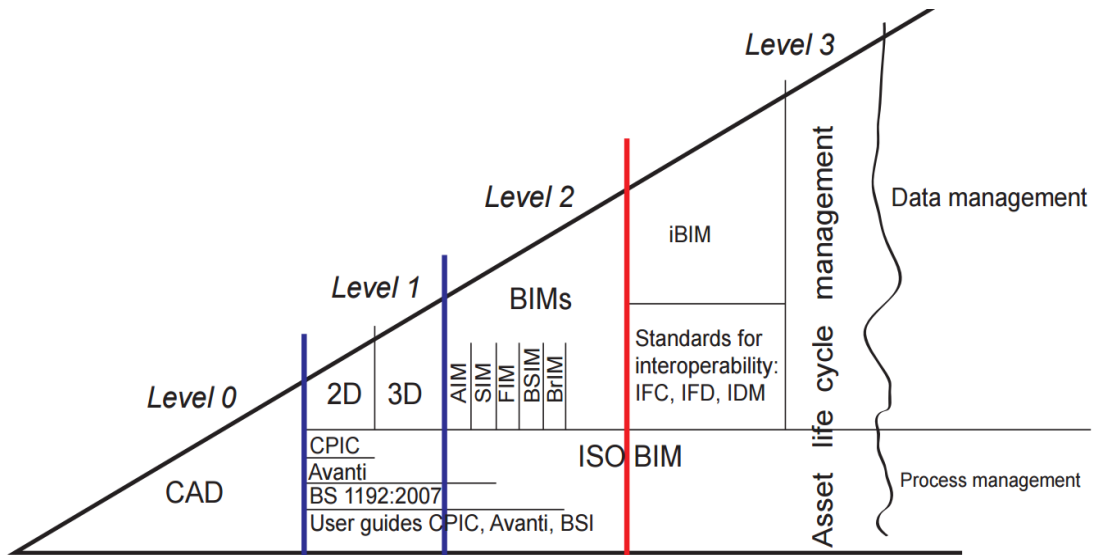 Level 3
Level 2
Level 1
Level 0
Data management
iBIM
BIMs
Standards for
interoperability:
IFC, IFD, IDM
2D
3D
AIM
SIM
FIM
BSIM
BrIM
Asset life cycle management
CPIC
Avanti
BS 1192:2007
User guides CPIC, Avanti, BSI
ISO BIM
CAD
Process management